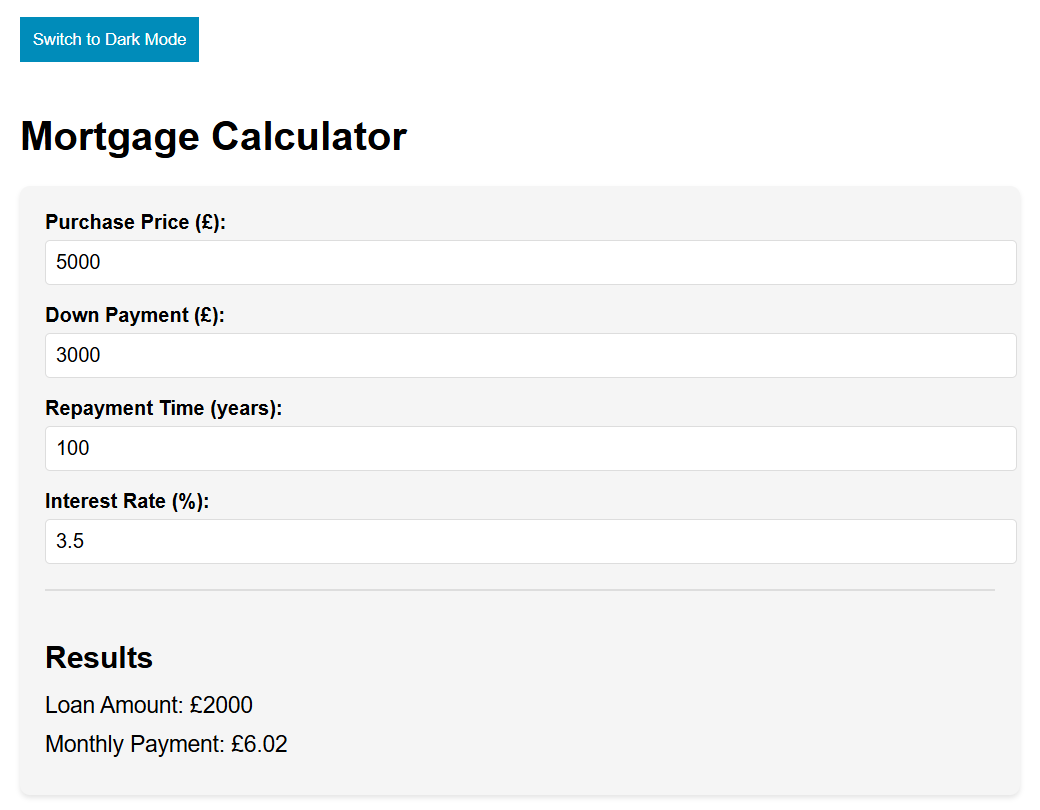 Switch to Dark Mode
Mortgage Calculator
Purchase Price (£):
5000
Down Payment (£):
3000
Repayment Time (years):
100
Interest Rate (%):
3.5
Results
Loan Amount: £2000
Monthly Payment: £6.02